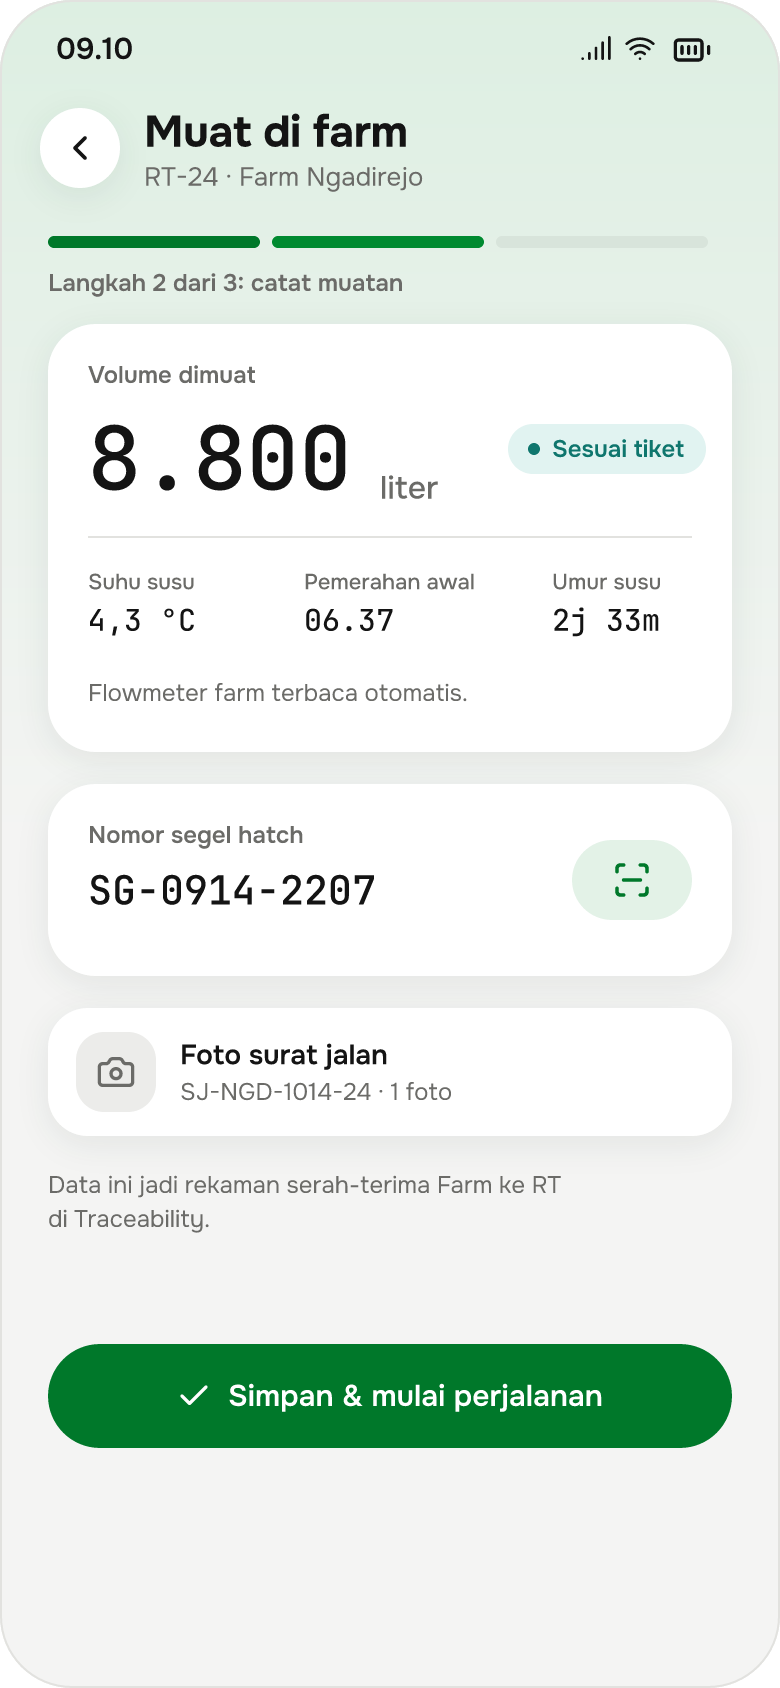 09.10
Muat di farm
RT-24 · Farm Ngadirejo
Langkah 2 dari 3: catat muatan
Volume dimuat
8.800 liter
Sesuai tiket
Suhu susu
Pemerahan awal
Umur susu
4,3 °C
06.37
2j 33m
Flowmeter farm terbaca otomatis.
Nomor segel hatch
SG-0914-2207
Foto surat jalan
SJ-NGD-1014-24 · 1 foto
Data ini jadi rekaman serah-terima Farm ke RT
di Traceability.
Simpan & mulai perjalanan